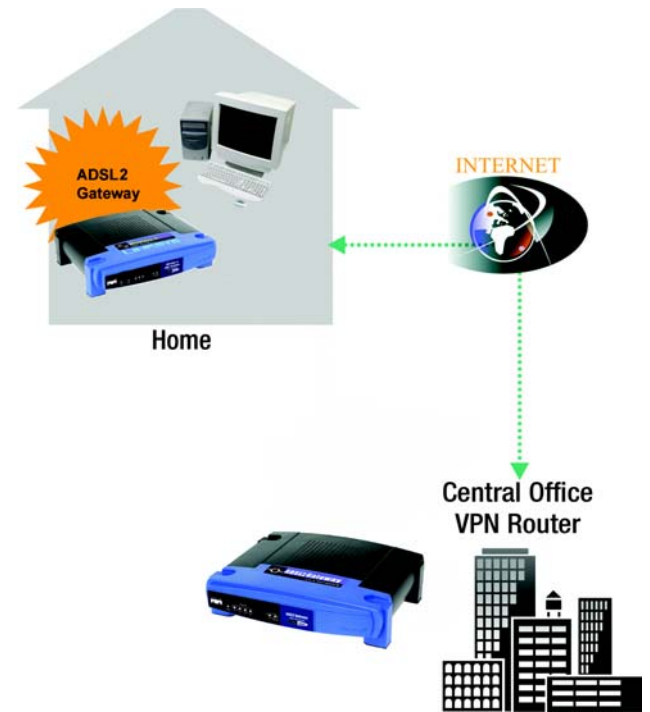 ADSL2
Gateway
INTERNET
Home
Central Office
VPN Router